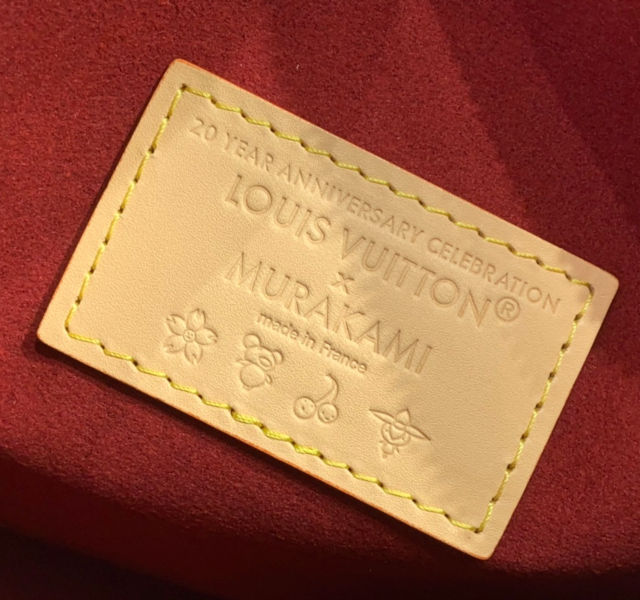 20 YEAR ANNIVERSARY CELEBRATION
LOUIS VUITTON®
×
MURAKAMI
made in France